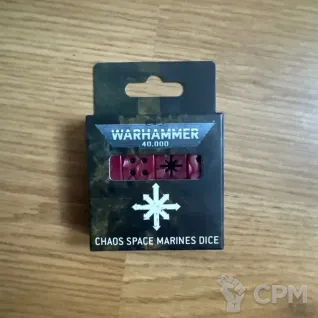 WARHAMMER
40,000
CHAOS SPACE MARINES DICE
CPM